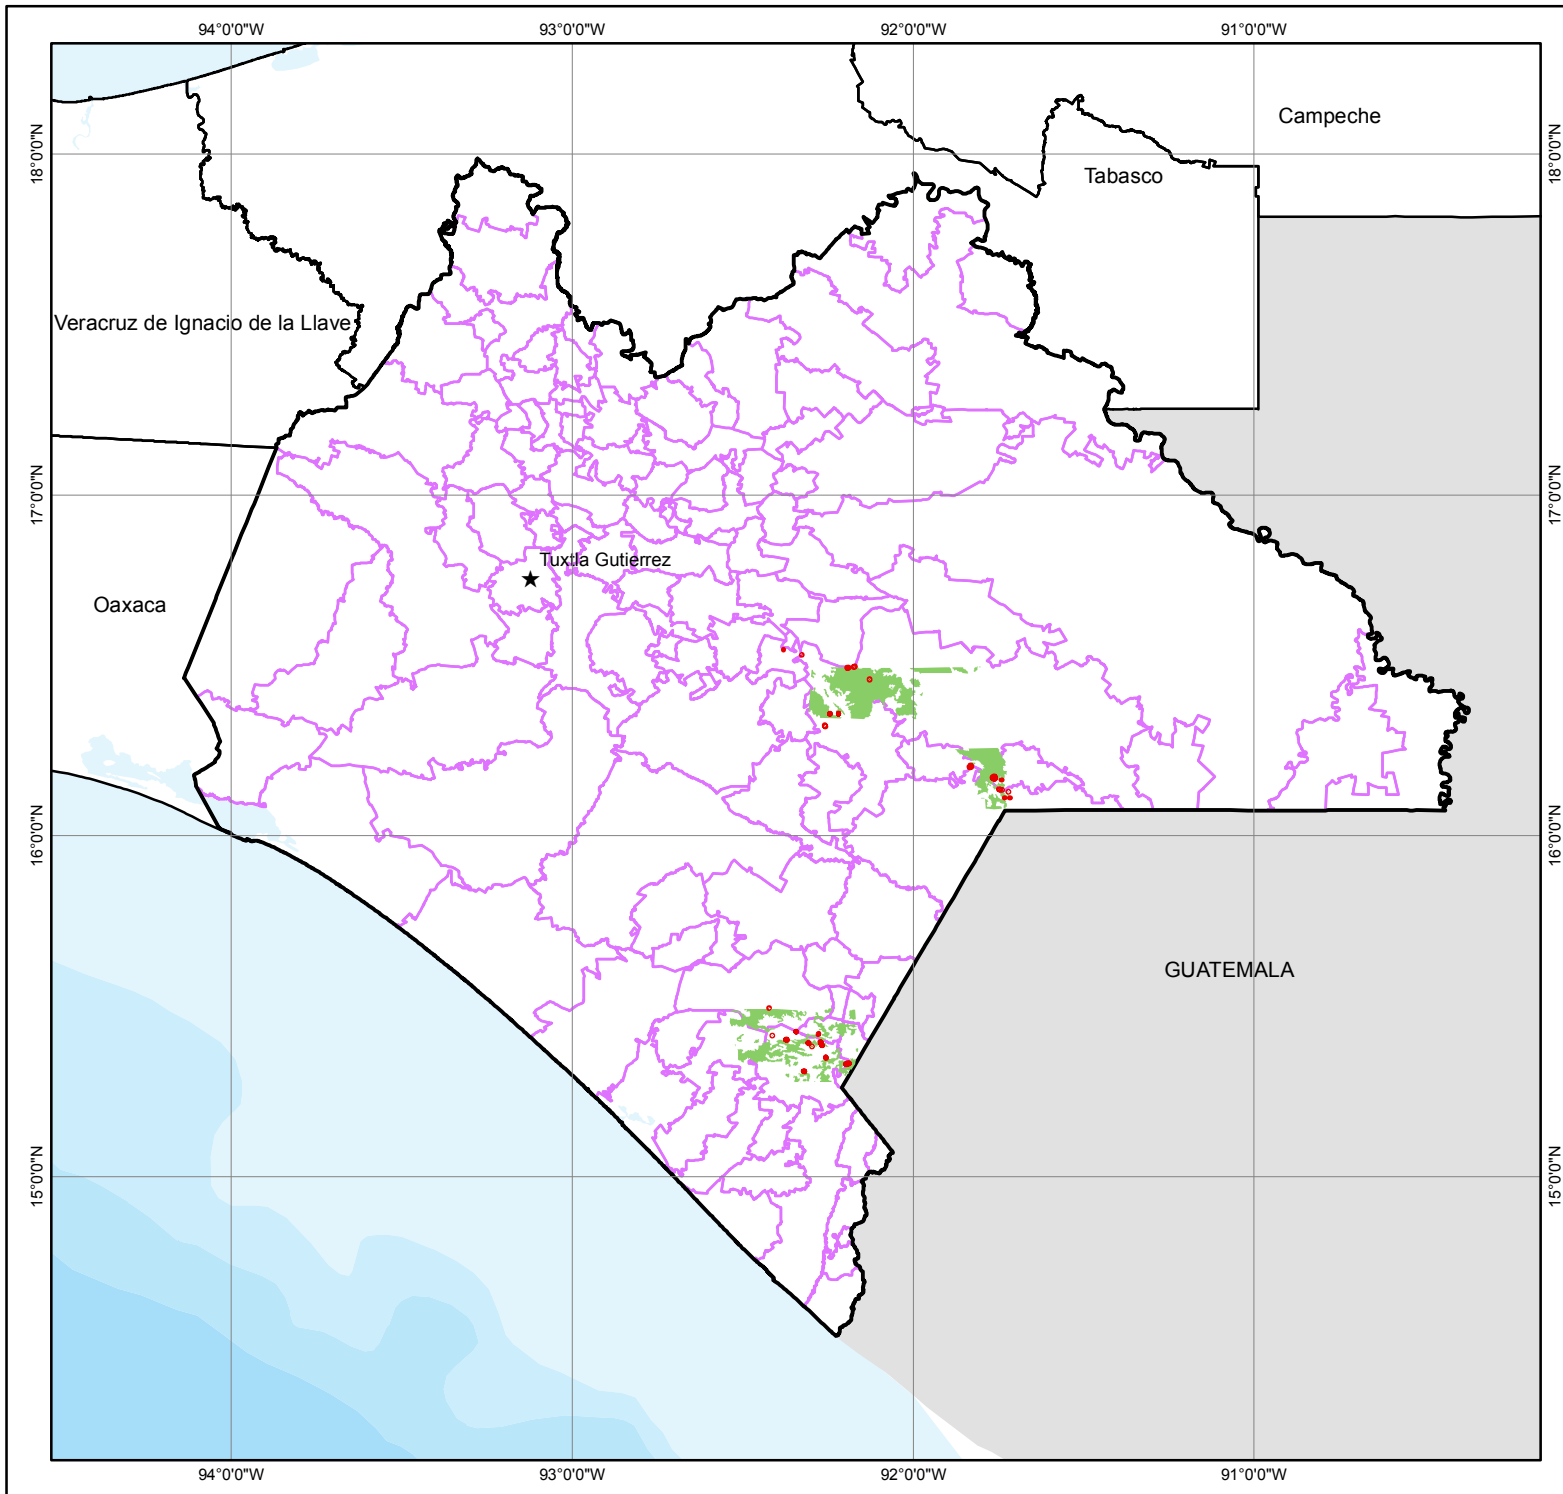 94°0'0"W
93°0'0"W
92°0'0"W
91°0'0"W
Campeche
18°0'0"N
18°0'0"N
Tabasco
Veracruz de Ignacio de la Llave
17°0'0"N
17°0'0"N
Tuxtla Gutierrez
Oaxaca
16°0'0"N
16°0'0"N
GUATEMALA
15°0'0"N
15°0'0"N
94°0'0"W
93°0'0"W
92°0'0"W
91°0'0"W